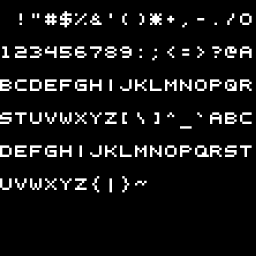 !"#$%&'()*+,-./0
123456789:;<=>?@A
BCDEFGHIJKLMNOPQR
STUVWXYZ[\]^_`ABC
DEFGHIJKLMNOPQRST
UVWXYZ{|}~